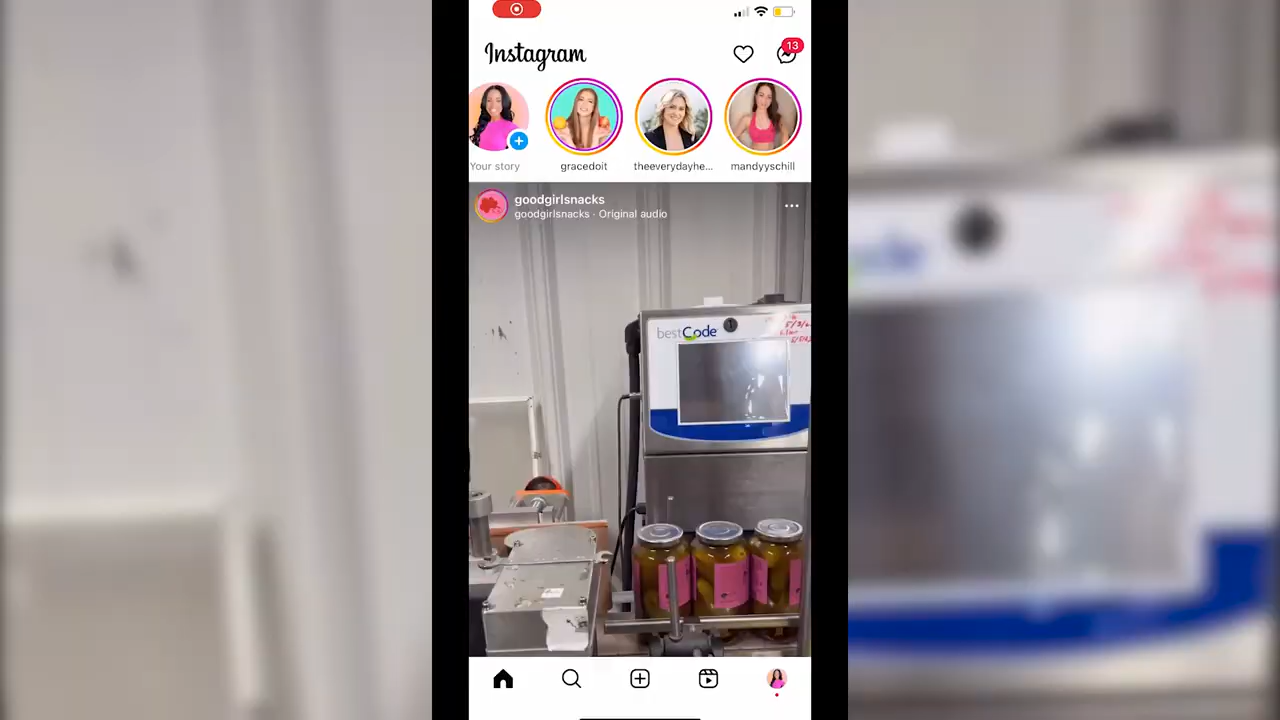 Instagram
13
Your story
gracedoit
theeverydayhe...
mandyyschill
goodgirlsnacks
goodgirlsnacks · Original audio
bestCode